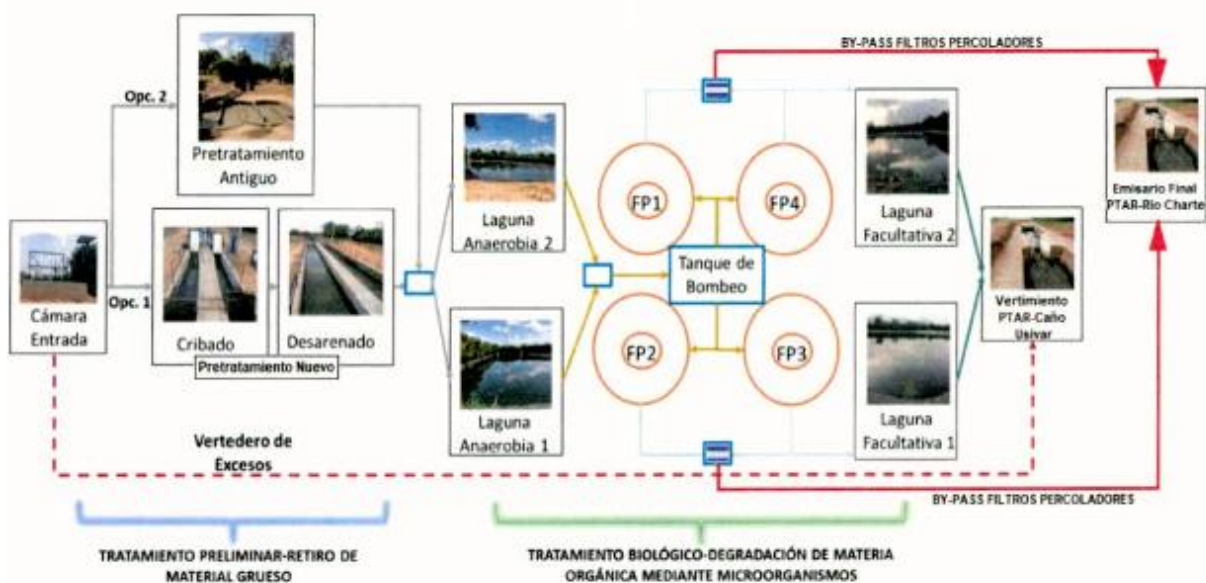 BY-PASS FILTROS PERCOLADORES
Opc. 2
Pretratamiento
Antiguo
Opc. 1
Cámara
Entrada
Cribado
Desarenado
Pretratamiento Nuevo
Laguna
Anaerobia 2
Laguna
Anaerobia 1
FP1
FP4
Tanque de
Bombeo
FP2
FP3
Laguna
Facultativa 2
Laguna
Facultativa 1
Emisario Final
PTAR-Río Charte
Vertimiento
PTAR-Caño
Usivar
Vertedero de
Excesos
BY-PASS FILTROS PERCOLADORES
TRATAMIENTO PRELIMINAR-RETIRO DE
MATERIAL GRUESO
TRATAMIENTO BIOLÓGICO-DEGRADACIÓN DE MATERIA
ORGÁNICA MEDIANTE MICROORGANISMOS